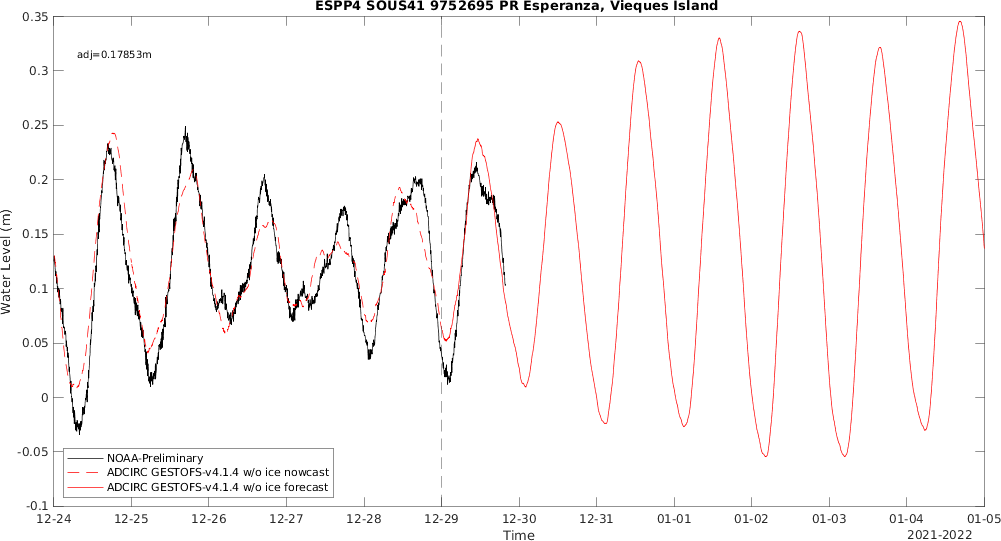 ESPP4 SOUS41 9752695 PR Esperanza, Vieques Island
adj=0.17853m
0.35
0.3
0.25
0.2
0.15
0.1
0.05
0
-0.05
-0.1
Water Level (m)
NOAA-Preliminary
ADCIRC GESTOFS-v4.1.4 w/o ice nowcast
ADCIRC GESTOFS-v4.1.4 w/o ice forecast
12-24 12-25 12-26 12-27 12-28 12-29 12-30 12-31 01-01 01-02 01-03 01-04 01-05
Time
2021-2022